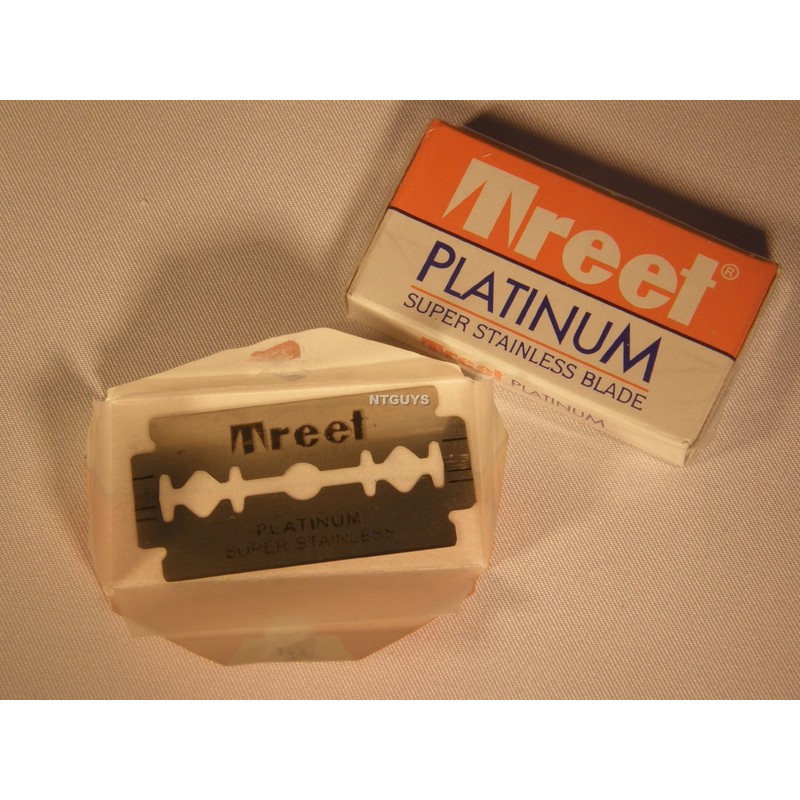 Treet®
PLATINUM
SUPER STAINLESS BLADE
Treet PLATINUM
NTGUYS
Treet
PLATINUM
SUPER STAINLESS